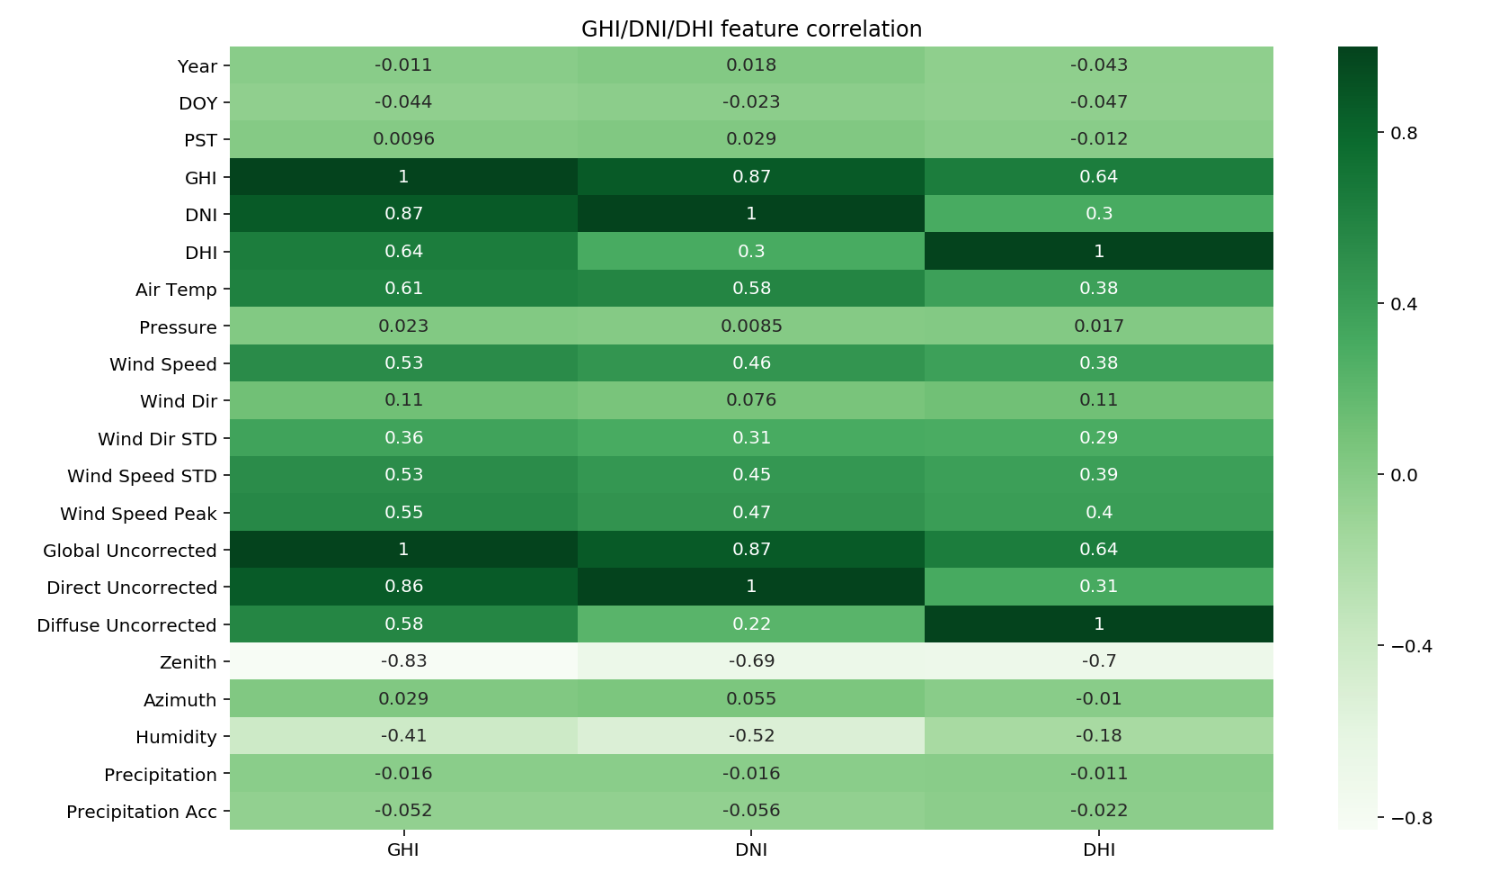 GHI/DNI/DHI feature correlation
Year -0.011 0.018 -0.043
DOY -0.044 -0.023 -0.047
PST 0.0096 0.029 -0.012
GHI 1 0.87 0.64
DNI 0.87 1 0.3
DHI 0.64 0.3 1
Air Temp 0.61 0.58 0.38
Pressure 0.023 0.0085 0.017
Wind Speed 0.53 0.46 0.38
Wind Dir 0.11 0.076 0.11
Wind Dir STD 0.36 0.31 0.29
Wind Speed STD 0.53 0.45 0.39
Wind Speed Peak 0.55 0.47 0.4
Global Uncorrected 1 0.87 0.64
Direct Uncorrected 0.86 1 0.31
Diffuse Uncorrected 0.58 0.22 1
Zenith -0.83 -0.69 -0.7
Azimuth 0.029 0.055 -0.01
Humidity -0.41 -0.52 -0.18
Precipitation -0.016 -0.016 -0.011
Precipitation Acc -0.052 -0.056 -0.022
GHI DNI DHI
0.8
0.4
0.0
−0.4
−0.8